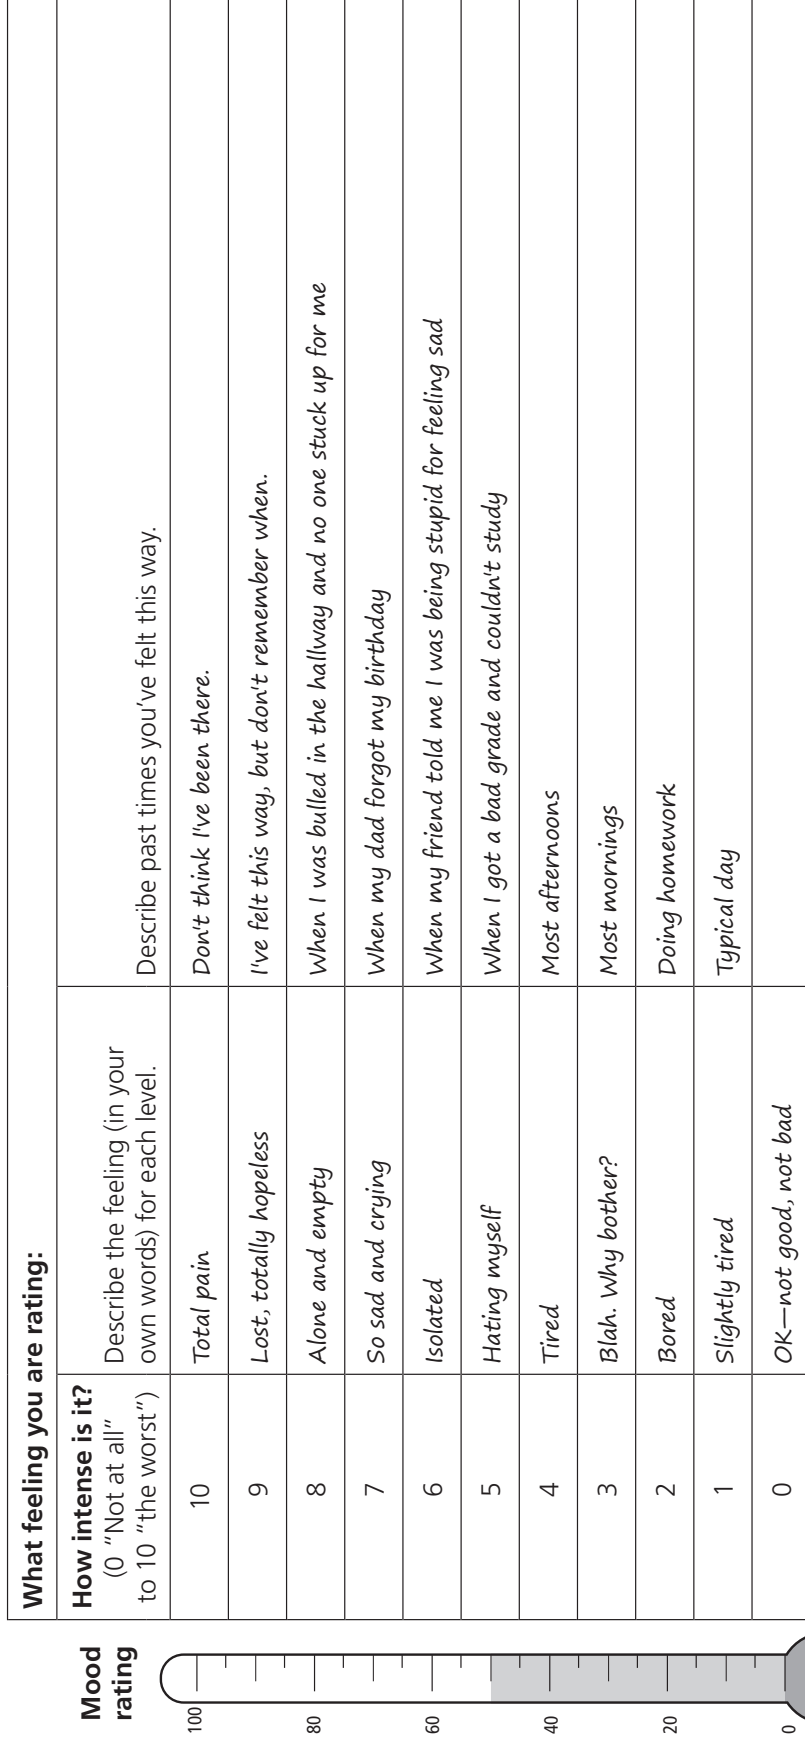 What feeling you are rating:
Mood
rating
How intense is it?
(0 “Not at all”
to 10 “the worst”)
Describe the feeling (in your
own words) for each level.
Describe past times you’ve felt this way.
100
80
60
40
20
0
10 Total pain Don't think I've been there.
9 Lost, totally hopeless I've felt this way, but don't remember when.
8 Alone and empty When I was bulled in the hallway and no one stuck up for me
7 So sad and crying When my dad forgot my birthday
6 Isolated When my friend told me I was being stupid for feeling sad
5 Hating myself When I got a bad grade and couldn't study
4 Tired Most afternoons
3 Blah. Why bother? Most mornings
2 Bored Doing homework
1 Slightly tired Typical day
0 OK—not good, not bad